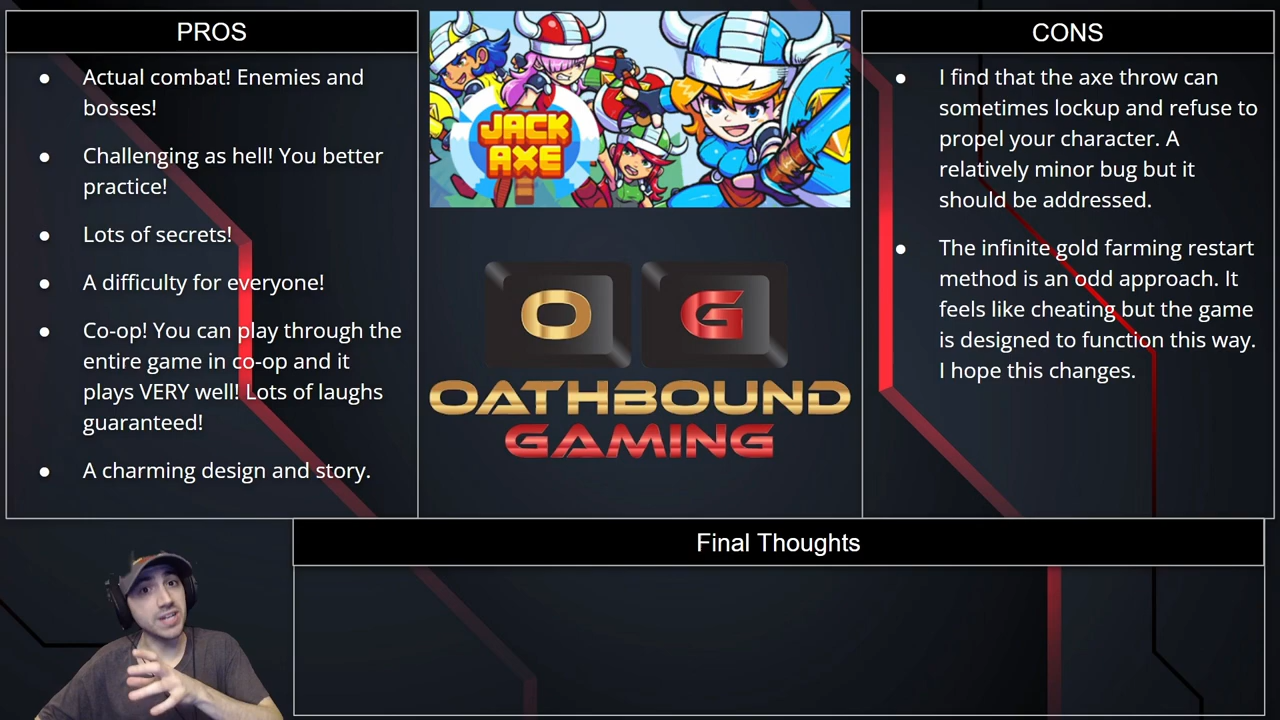 PROS
Actual combat! Enemies and
bosses!
Challenging as hell! You better
practice!
Lots of secrets!
A difficulty for everyone!
Co-op! You can play through the
entire game in co-op and it
plays VERY well! Lots of laughs
guaranteed!
A charming design and story.
JACK
AXE
O G
OATHBOUND
GAMING
CONS
I find that the axe throw can
sometimes lockup and refuse to
propel your character. A
relatively minor bug but it
should be addressed.
The infinite gold farming restart
method is an odd approach. It
feels like cheating but the game
is designed to function this way.
I hope this changes.
Final Thoughts